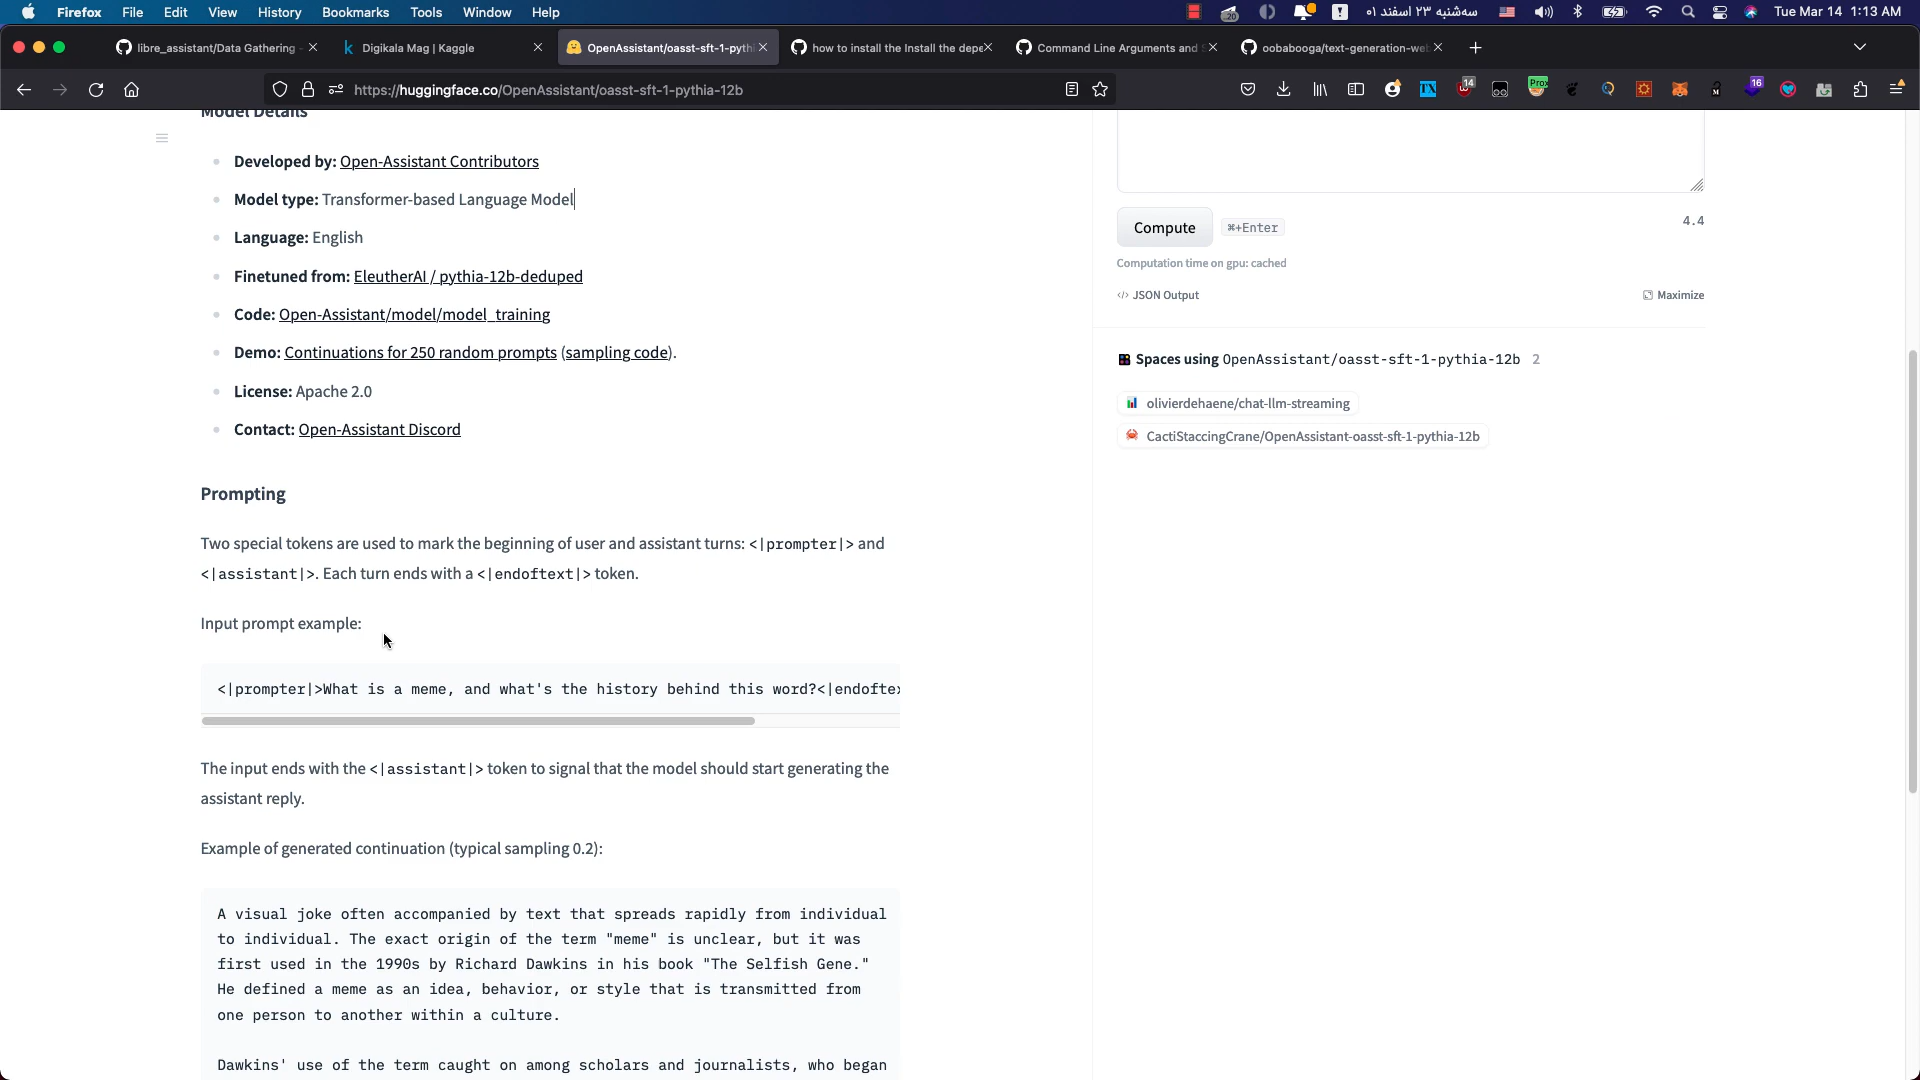 Firefox File Edit View History Bookmarks Tools Window Help 20 سه‌شنبه ۲۳ اسفند ۰۱ Tue Mar 14 1:13 AM
libre_assistant/Data Gathering Digikala Mag | Kaggle OpenAssistant/oasst-sft-1-pyth how to install the Install the depe Command Line Arguments and oobabooga/text-generation-we
https://huggingface.co/OpenAssistant/oasst-sft-1-pythia-12b TX 14 Prox 16
Model Details
Developed by: Open-Assistant Contributors
Model type: Transformer-based Language Model
Language: English
Finetuned from: EleutherAI / pythia-12b-deduped
Code: Open-Assistant/model/model_training
Demo: Continuations for 250 random prompts (sampling code).
License: Apache 2.0
Contact: Open-Assistant Discord
Prompting
Two special tokens are used to mark the beginning of user and assistant turns: <|prompter|> and
<|assistant|>. Each turn ends with a <|endoftext|> token.
Input prompt example:
<|prompter|>What is a meme, and what's the history behind this word?<|endoftex
The input ends with the <|assistant|> token to signal that the model should start generating the
assistant reply.
Example of generated continuation (typical sampling 0.2):
A visual joke often accompanied by text that spreads rapidly from individual
to individual. The exact origin of the term "meme" is unclear, but it was
first used in the 1990s by Richard Dawkins in his book "The Selfish Gene."
He defined a meme as an idea, behavior, or style that is transmitted from
one person to another within a culture.
Dawkins' use of the term caught on among scholars and journalists, who began
Compute ⌘+Enter 4.4
Computation time on gpu: cached
</> JSON Output Maximize
Spaces using OpenAssistant/oasst-sft-1-pythia-12b 2
olivierdehaene/chat-llm-streaming
CactiStaccingCrane/OpenAssistant-oasst-sft-1-pythia-12b